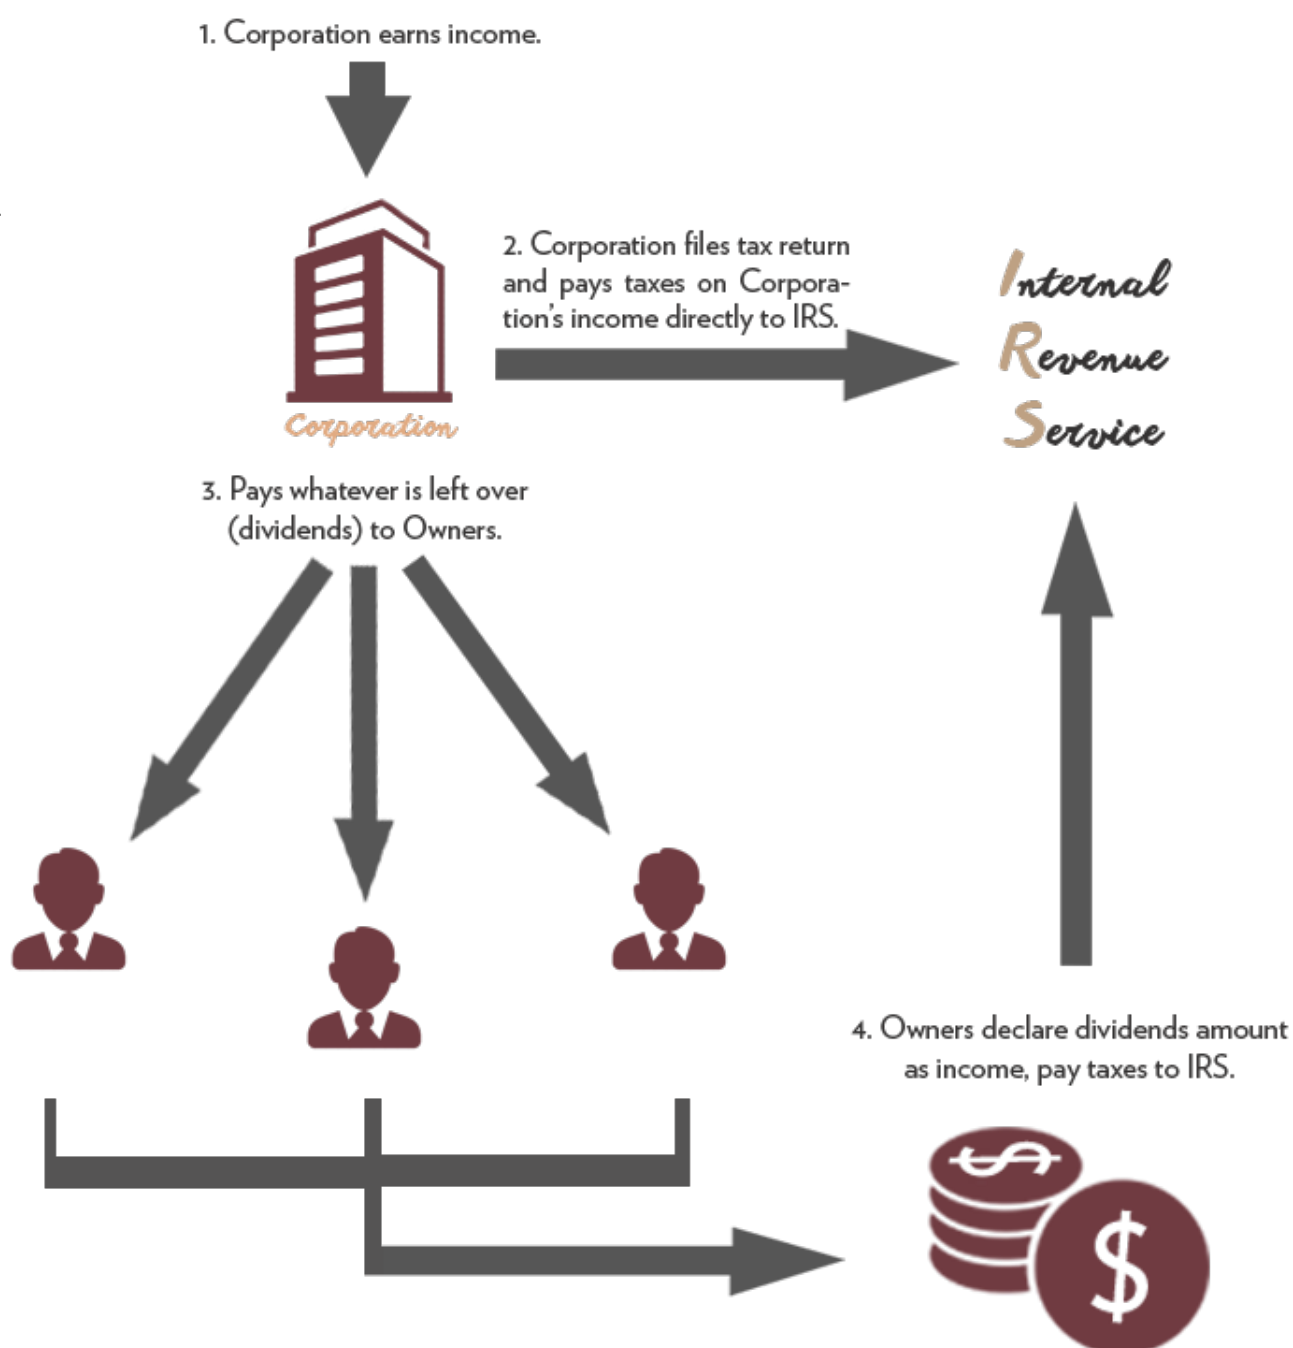 1. Corporation earns income.
2. Corporation files tax return
and pays taxes on Corpora-
tion's income directly to IRS.
Internal
Revenue
Service
Corporation
3. Pays whatever is left over
(dividends) to Owners.
4. Owners declare dividends amount
as income, pay taxes to IRS.
$
$